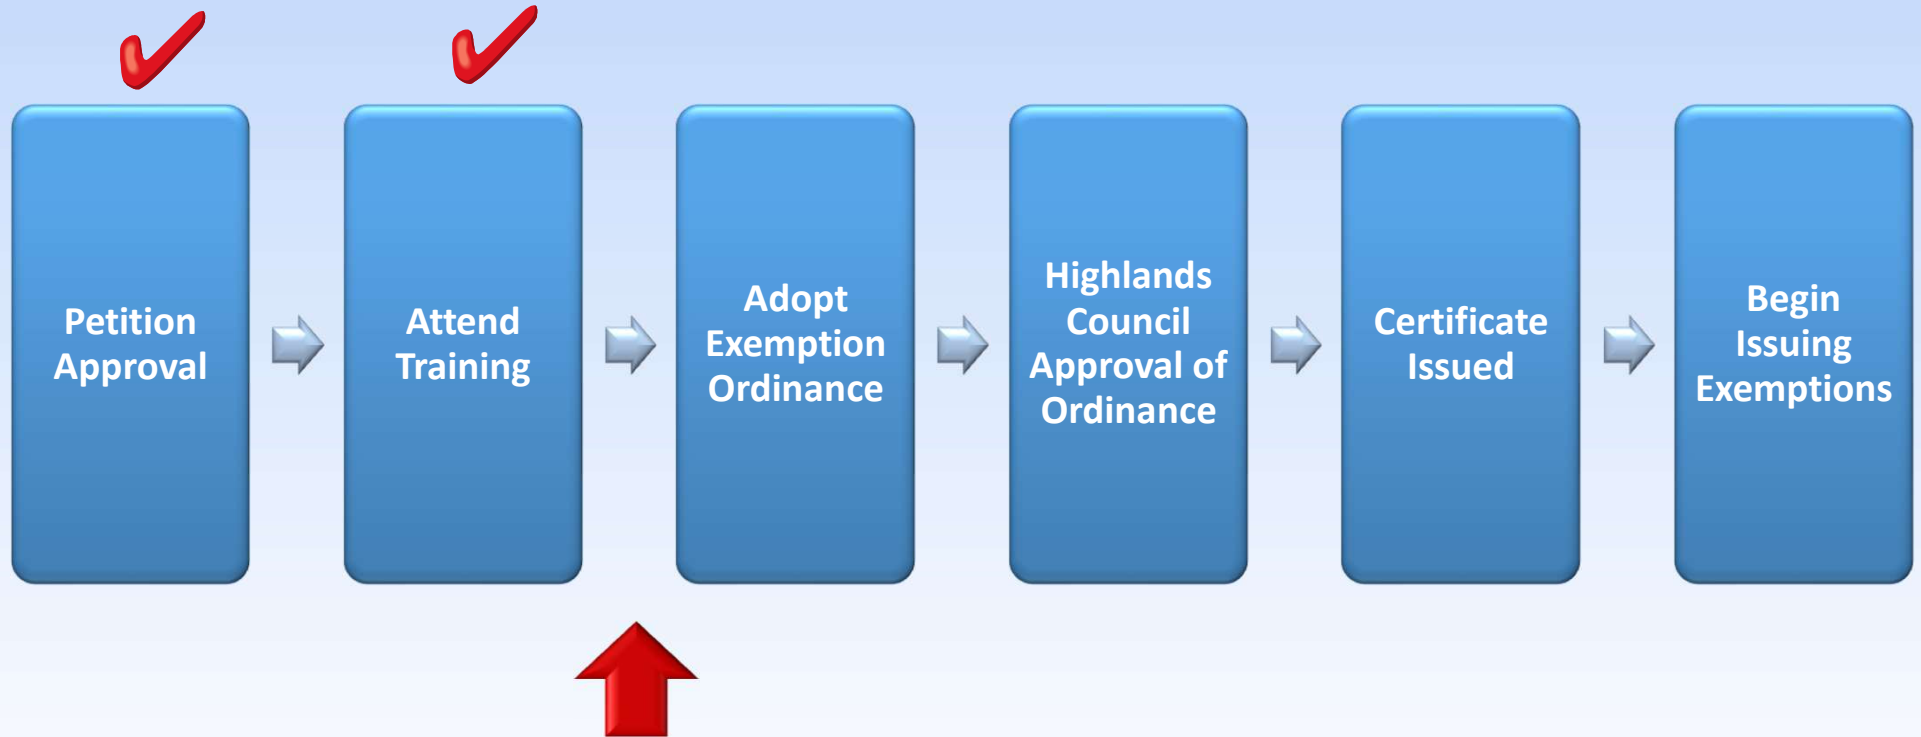 Petition
Approval
Attend
Training
Adopt
Exemption
Ordinance
Highlands
Council
Approval of
Ordinance
Certificate
Issued
Begin
Issuing
Exemptions